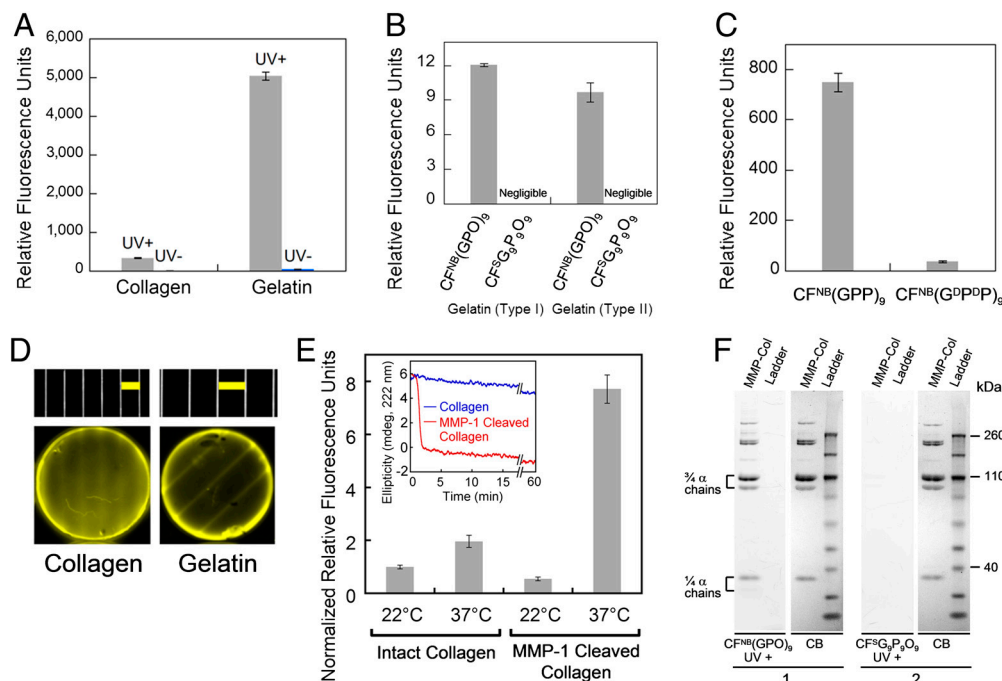 A
Relative Fluorescence Units
6,000
5,000
4,000
3,000
2,000
1,000
0
UV+
UV-
UV+
UV-
Collagen
Gelatin
B
Relative Fluorescence Units
12
9
6
3
0
Negligible
Negligible
CF^NB(GPO)₉
CF^SG₉P₉O₉
CF^NB(GPO)₉
CF^SG₉P₉O₉
Gelatin (Type I)
Gelatin (Type II)
C
Relative Fluorescence Units
800
600
400
200
0
CF^NB(GPP)₉
CF^NB(G^DP^DP)₉
D
Collagen
Gelatin
E
Normalized Relative Fluorescence Units
8
6
4
2
0
Ellipticity (mdeg, 222 nm)
6
4
2
0
-2
Collagen
MMP-1 Cleaved
Collagen
0 5 10 15 60
Time (min)
22°C
37°C
22°C
37°C
Intact Collagen
MMP-1 Cleaved
Collagen
F
MMP-Col
Ladder
MMP-Col
Ladder
MMP-Col
Ladder
MMP-Col
Ladder
kDa
260
110
40
¾ α
chains
¼ α
chains
CF^NB(GPO)₉
UV +
CB
CF^SG₉P₉O₉
UV +
CB
1
2